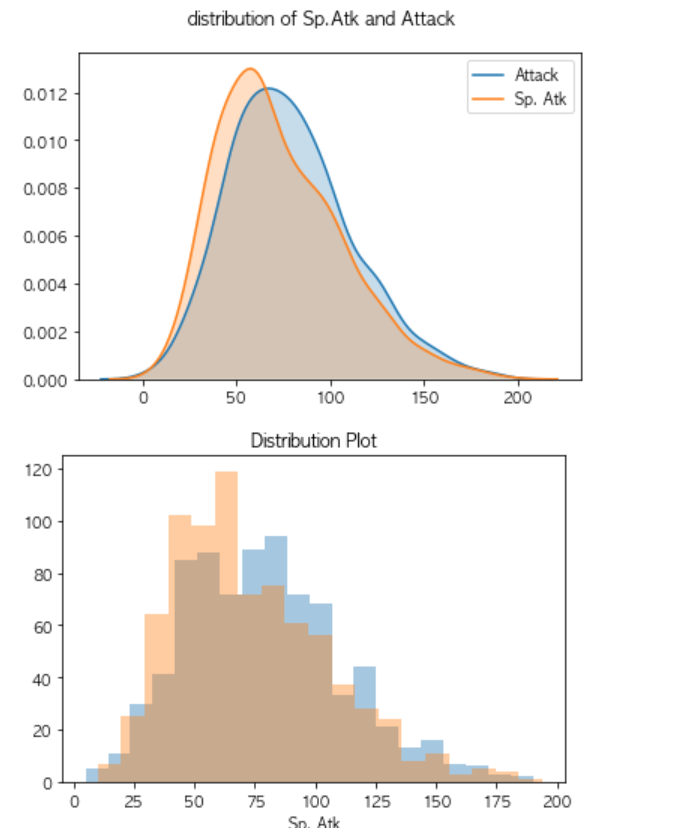 distribution of Sp.Atk and Attack
Attack
Sp. Atk
0.012
0.010
0.008
0.006
0.004
0.002
0.000
0 50 100 150 200
Distribution Plot
120
100
80
60
40
20
0
0 25 50 75 100 125 150 175 200
Sp. Atk